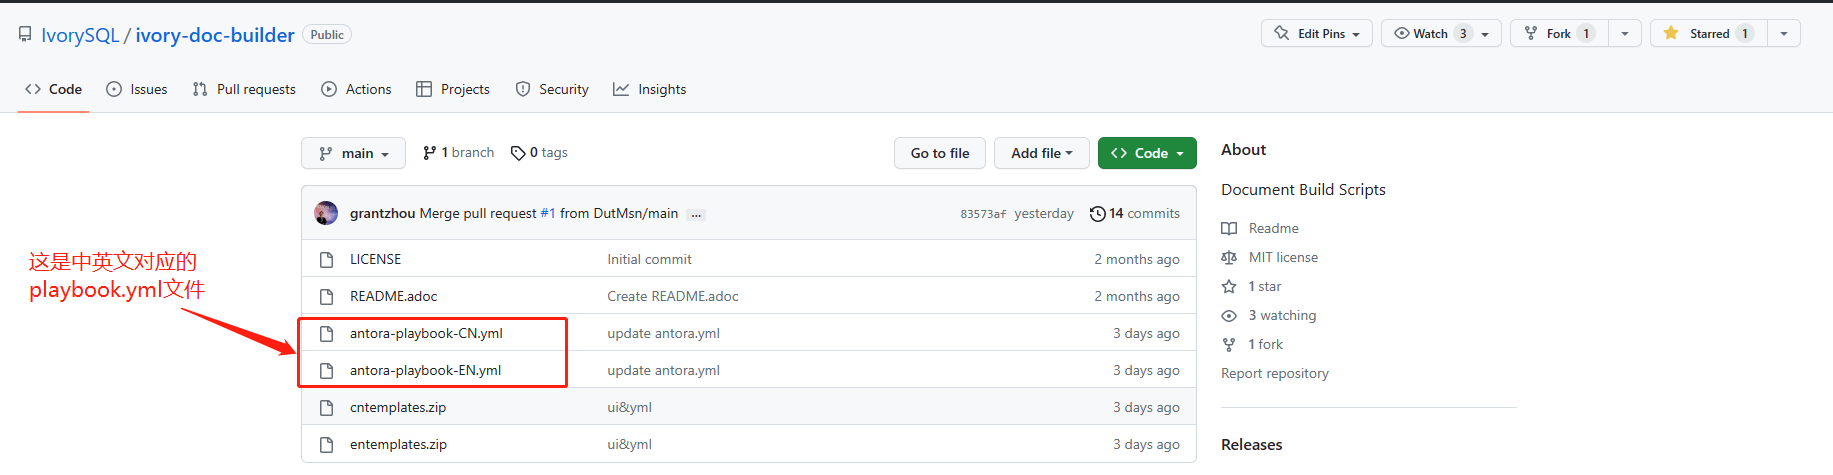 IvorySQL / ivory-doc-builder Public
Edit Pins Watch 3 Fork 1 Starred 1
Code Issues Pull requests Actions Projects Security Insights
main 1 branch 0 tags Go to file Add file Code
grantzhou Merge pull request #1 from DutMsn/main ... 83573af yesterday 14 commits
LICENSE Initial commit 2 months ago
README.adoc Create README.adoc 2 months ago
antora-playbook-CN.yml update antora.yml 3 days ago
antora-playbook-EN.yml update antora.yml 3 days ago
cntemplates.zip ui&yml 3 days ago
entemplates.zip ui&yml 3 days ago
这是中英文对应的
playbook.yml文件
About
Document Build Scripts
Readme
MIT license
1 star
3 watching
1 fork
Report repository
Releases